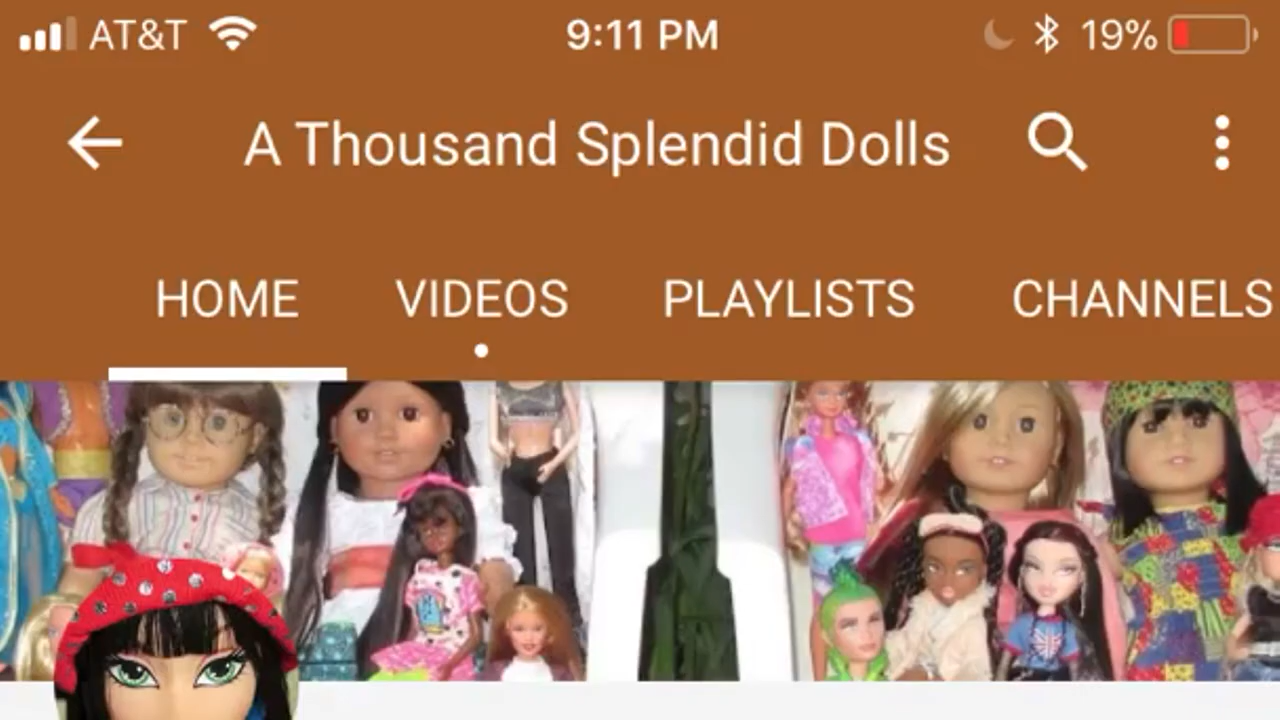 AT&T 9:11 PM 19%
A Thousand Splendid Dolls
HOME VIDEOS PLAYLISTS CHANNELS